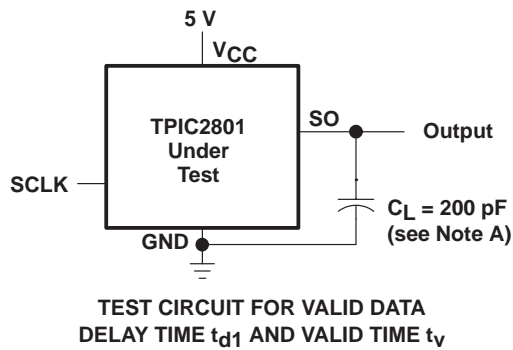 5 V
VCC
TPIC2801
Under
Test
SO
Output
SCLK
CL = 200 pF
(see Note A)
GND
TEST CIRCUIT FOR VALID DATA
DELAY TIME td1 AND VALID TIME tv